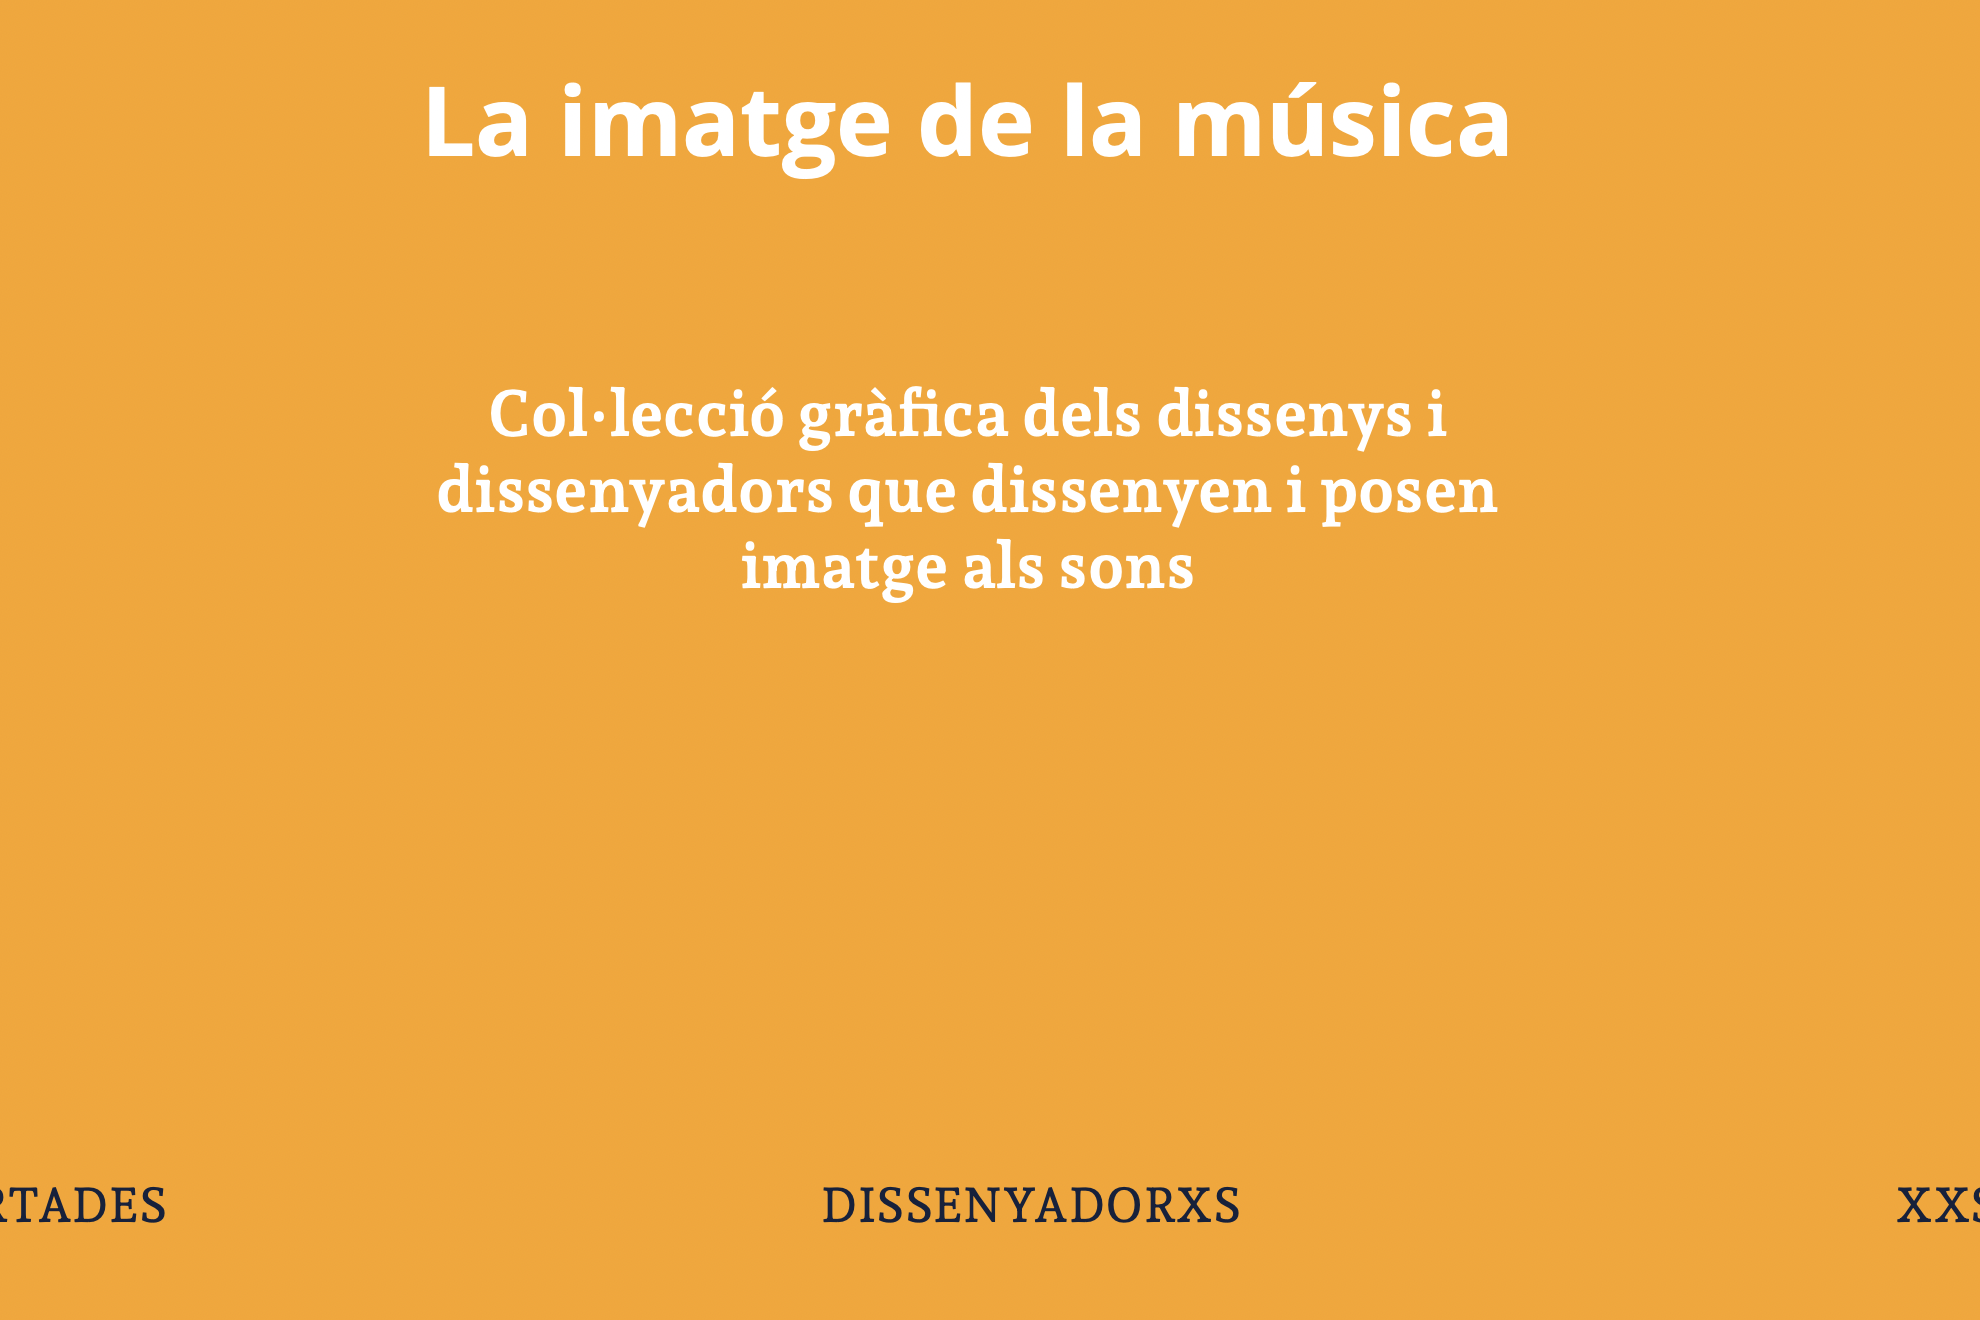 La imatge de la música
Col·lecció gràfica dels dissenys i
dissenyadors que dissenyen i posen
imatge als sons
RTADES DISSENYADORXS XXS